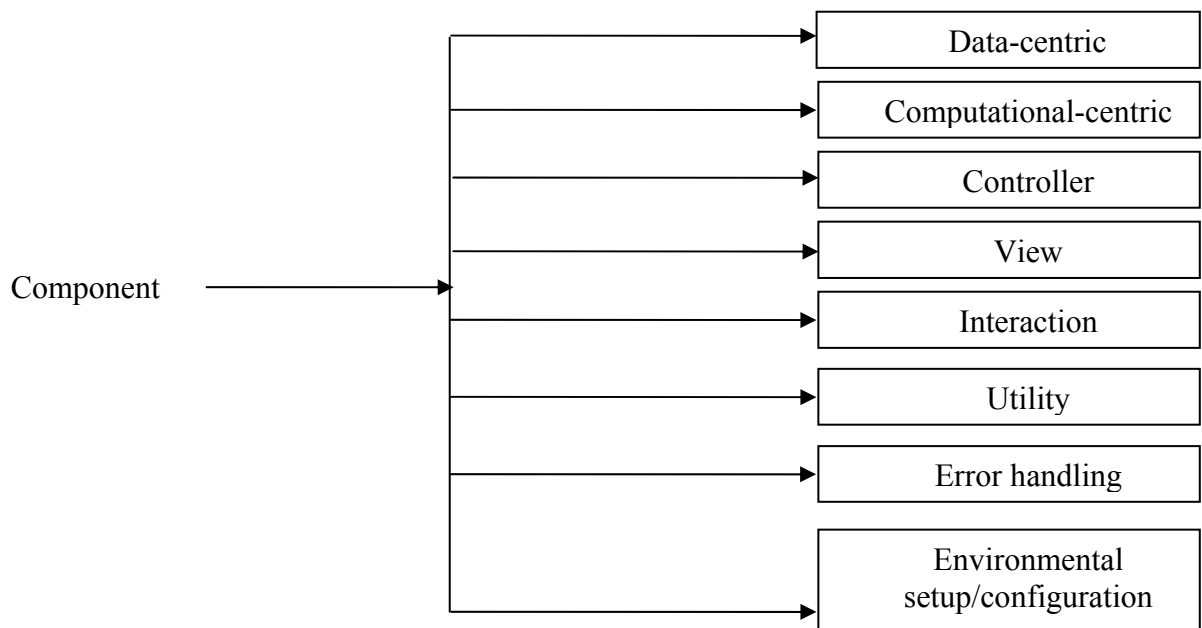 Data-centric
Computational-centric
Controller
View
Component
Interaction
Utility
Error handling
Environmental
setup/configuration